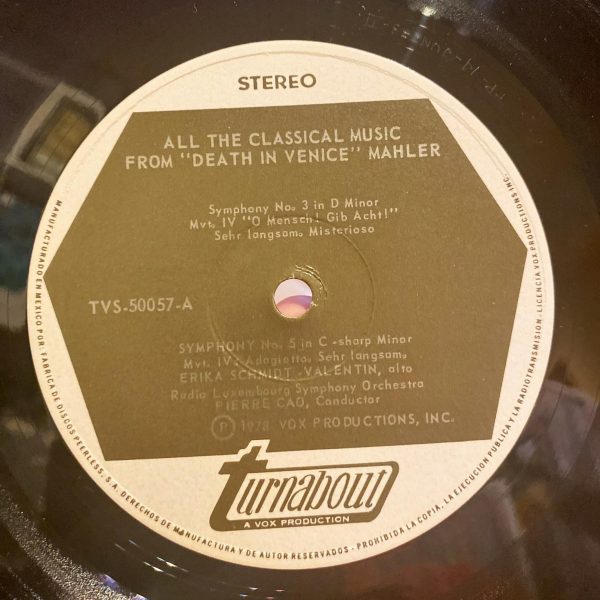 STEREO
ALL THE CLASSICAL MUSIC
FROM "DEATH IN VENICE" MAHLER
Symphony No. 3 in D Minor
Mvt. IV "O Mensch! Gib Acht!"
Sehr langsam. Misterioso
TVS-50057-A
SYMPHONY No. 5 in C -sharp Minor
Mvt. IV: Adagietto. Sehr langsam.
ERIKA SCHMIDT -VALENTIN, alto
Radio Luxembourg Symphony Orchestra
PIERRE CAO, Conductor
Ⓟ 1978 VOX PRODUCTIONS, INC.
turnabout
A VOX PRODUCTION
MANUFACTURADO EN MEXICO POR: FABRICA DE DISCOS PEERLESS, S.A. DERECHOS DE MANUFACTURA Y DE AUTOR RESERVADOS - PROHIBIDA LA COPIA, LA EJECUCION PUBLICA Y LA RADIOTRANSMISION - LICENCIA VOX PRODUCTIONS INC.